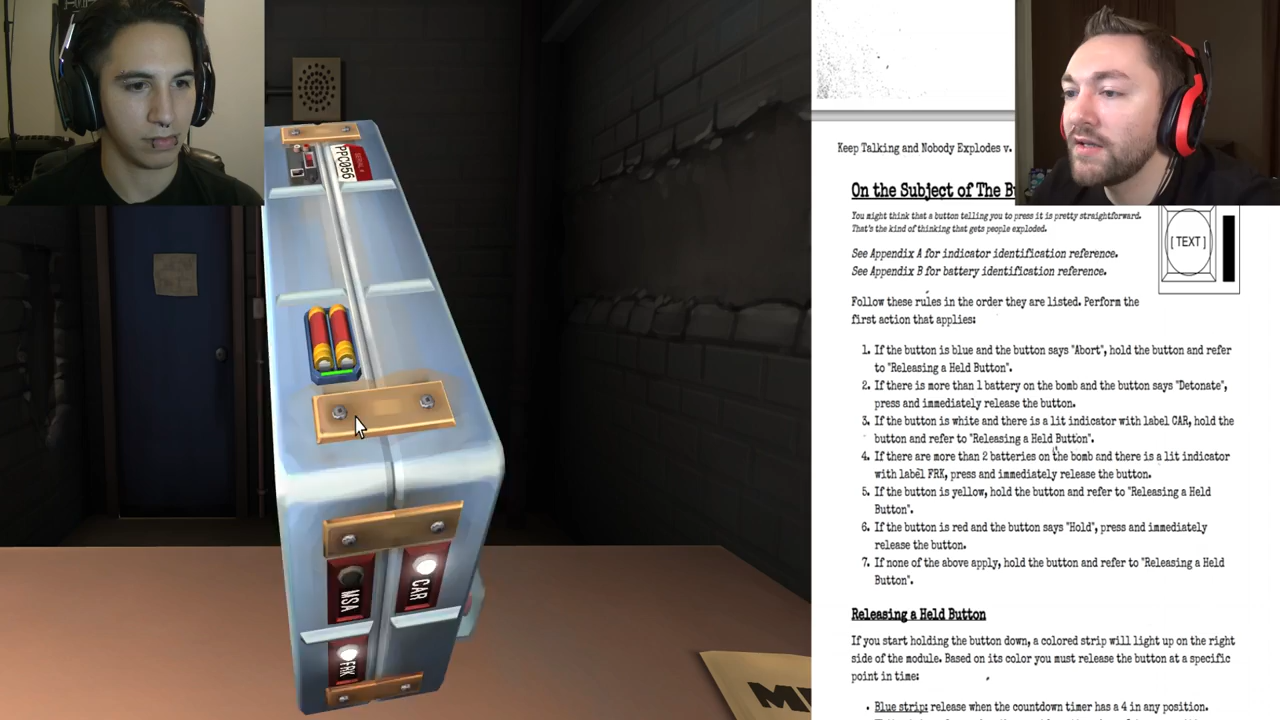 PPC056
MSA
CAR
FRK
Keep Talking and Nobody Explodes v.
On the Subject of The
You might think that a button telling you to press it is pretty straightforward.
That's the kind of thinking that gets people exploded.
See Appendix A for indicator identification reference.
See Appendix B for battery identification reference.
[ TEXT ]
Follow these rules in the order they are listed. Perform the
first action that applies:
1. If the button is blue and the button says "Abort", hold the button and refer
to "Releasing a Held Button".
2. If there is more than 1 battery on the bomb and the button says "Detonate",
press and immediately release the button.
3. If the button is white and there is a lit indicator with label CAR, hold the
button and refer to "Releasing a Held Button".
4. If there are more than 2 batteries on the bomb and there is a lit indicator
with label FRK, press and immediately release the button.
5. If the button is yellow, hold the button and refer to "Releasing a Held
Button".
6. If the button is red and the button says "Hold", press and immediately
release the button.
7. If none of the above apply, hold the button and refer to "Releasing a Held
Button".
Releasing a Held Button
If you start holding the button down, a colored strip will light up on the right
side of the module. Based on its color you must release the button at a specific
point in time:
• Blue strip: release when the countdown timer has a 4 in any position.